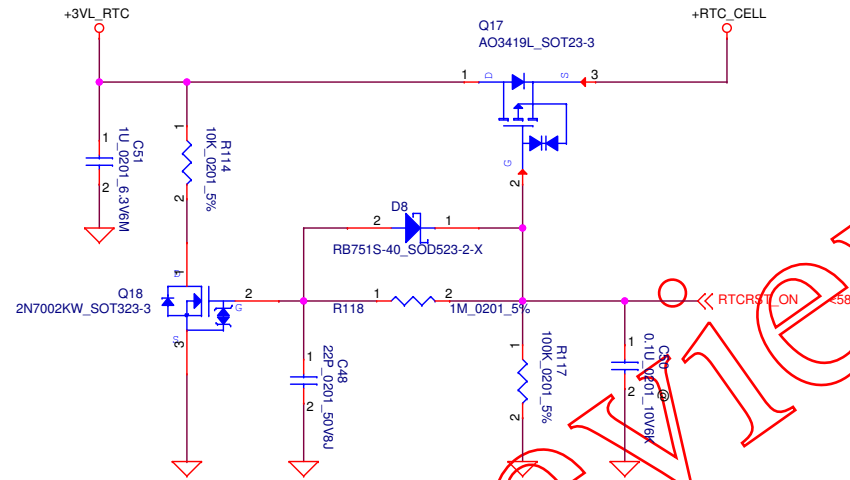 +3VL_RTC
Q17
AO3419L_SOT23-3
+RTC_CELL
1
D
S
3
G
2
C51
1U_0201_6.3V6M
1
2
R114
10K_0201_5%
1
2
D8
2
1
RB751S-40_SOD523-2-X
Q18
2N7002KW_SOT323-3
D
1
2
G
S
3
R118
1
2
1M_0201_5%
RTCRST_ON
<58
C48
22P_0201_50V8J
1
2
R117
100K_0201_5%
1
2
0.1U_0201_10V6K
1
2
@